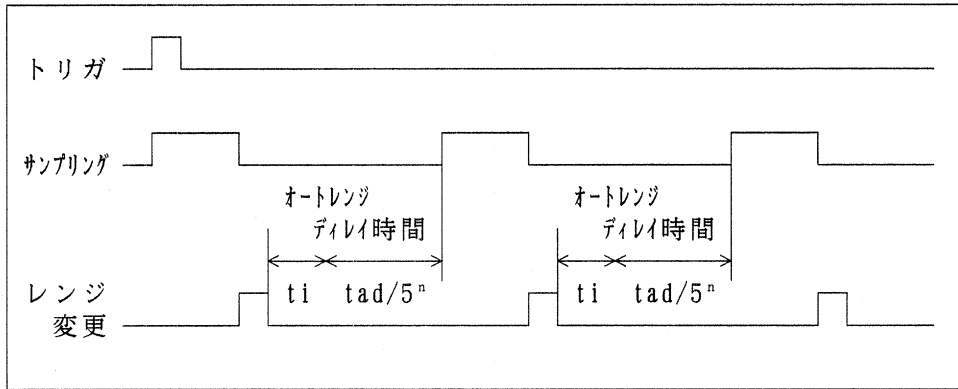 トリガ
サンプリング
オートレンジ
ディレイ時間
オートレンジ
ディレイ時間
レンジ
変更
ti
tad/5ⁿ
ti
tad/5ⁿ